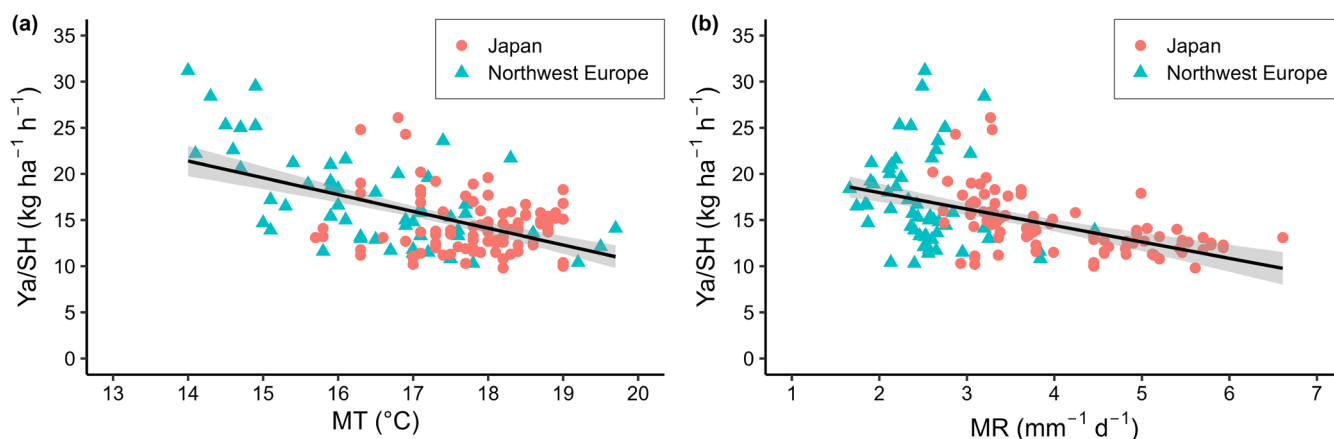 (a)
Japan
Northwest Europe
Ya/SH (kg ha⁻¹ h⁻¹)
35
30
25
20
15
10
5
0
13 14 15 16 17 18 19 20
MT (°C)
(b)
Japan
Northwest Europe
Ya/SH (kg ha⁻¹ h⁻¹)
35
30
25
20
15
10
5
0
1 2 3 4 5 6 7
MR (mm⁻¹ d⁻¹)